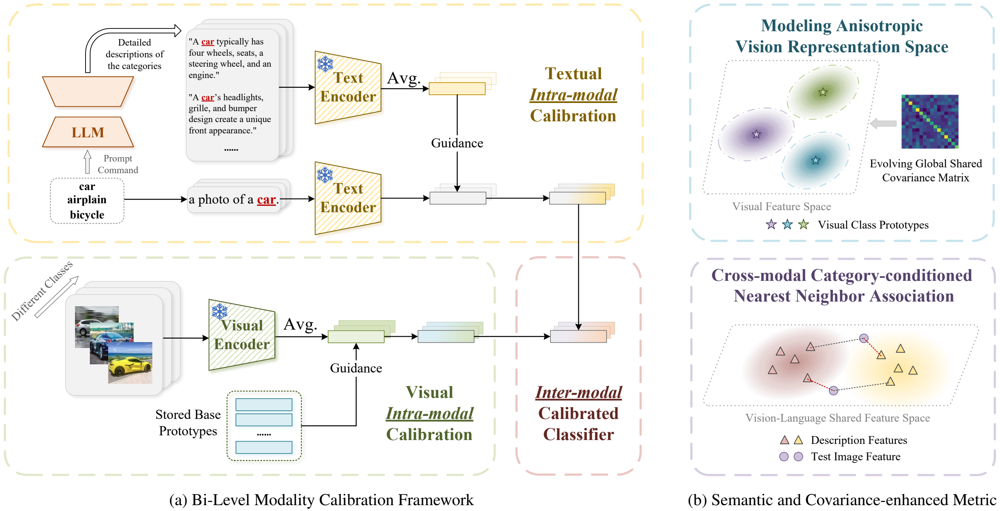 Detailed
descriptions of
the categories
LLM
Prompt
Command
car
airplain
bicycle
"A car typically has
four wheels, seats, a
steering wheel, and an
engine."
"A car's headlights,
grille, and bumper
design create a unique
front appearance."
......
a photo of a car.
Text
Encoder
Avg.
Guidance
Text
Encoder
Textual
Intra-modal
Calibration
Different Classes
Visual
Encoder
Avg.
Guidance
Stored Base
Prototypes
......
Visual
Intra-modal
Calibration
Inter-modal
Calibrated
Classifier
(a) Bi-Level Modality Calibration Framework
Modeling Anisotropic
Vision Representation Space
Evolving Global Shared
Covariance Matrix
Visual Feature Space
Visual Class Prototypes
Cross-modal Category-conditioned
Nearest Neighbor Association
Vision-Language Shared Feature Space
Description Features
Test Image Feature
(b) Semantic and Covariance-enhanced Metric